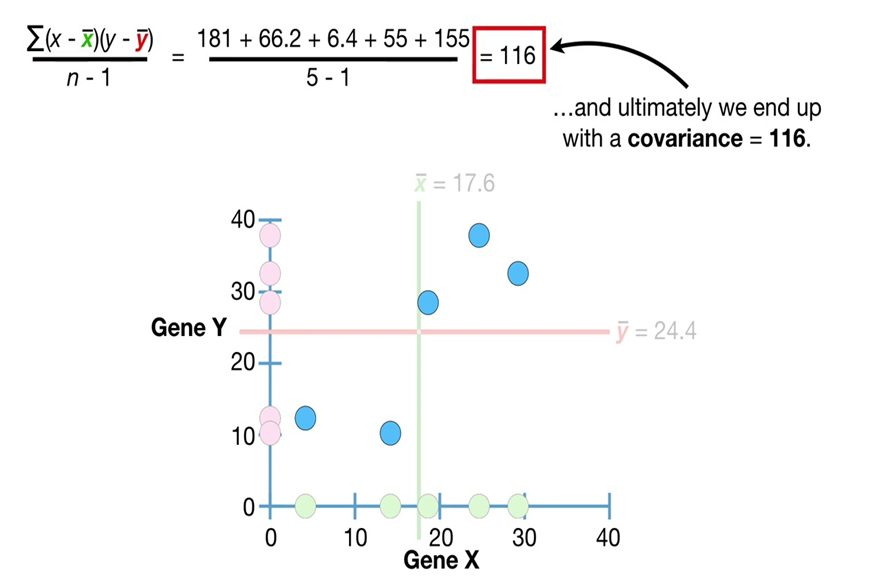 ∑(x - x̄)(y - ȳ)
n - 1
=
181 + 66.2 + 6.4 + 55 + 155
5 - 1
= 116
...and ultimately we end up
with a covariance = 116.
x̄ = 17.6
40
30
Gene Y
ȳ = 24.4
20
10
0
0 10 20 30 40
Gene X